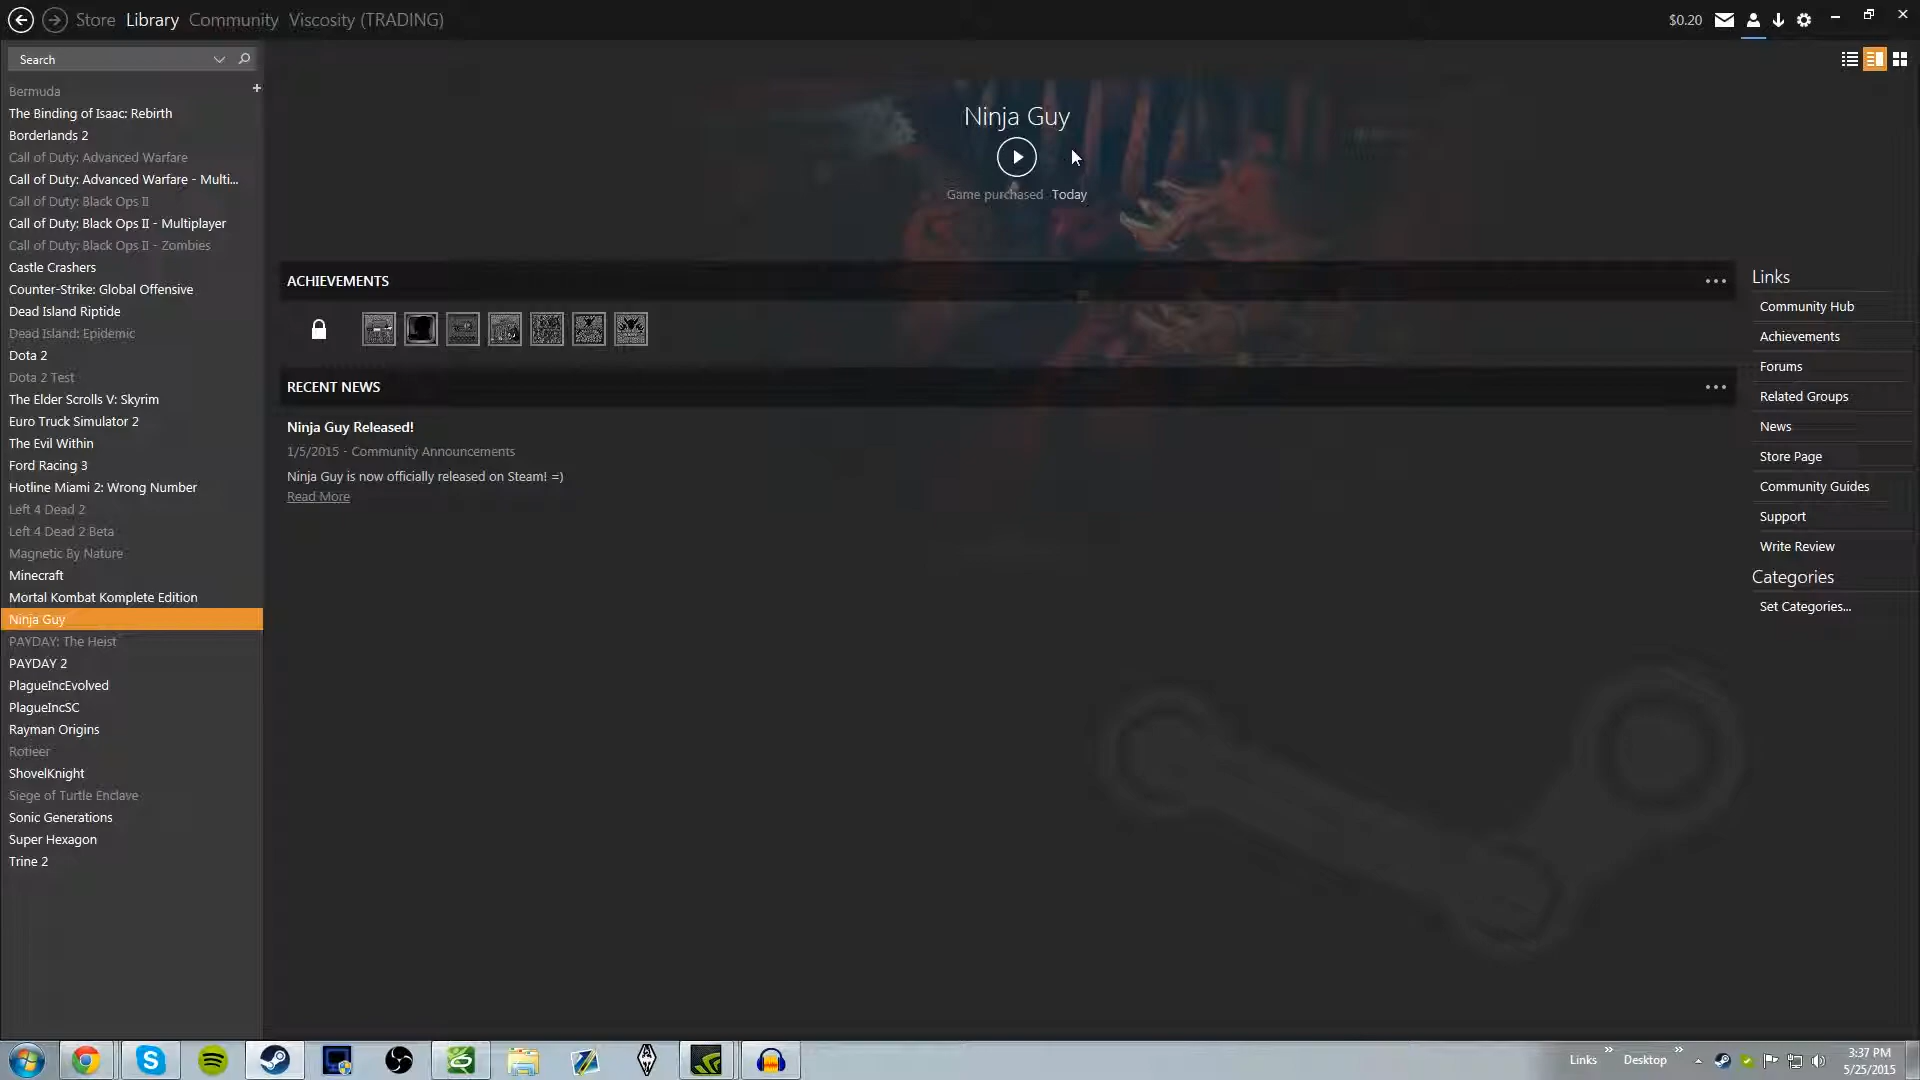 Store Library Community Viscosity (TRADING)
$0.20
Search
Bermuda
+
The Binding of Isaac: Rebirth
Borderlands 2
Call of Duty: Advanced Warfare
Call of Duty: Advanced Warfare - Multi...
Call of Duty: Black Ops II
Call of Duty: Black Ops II - Multiplayer
Call of Duty: Black Ops II - Zombies
Castle Crashers
Counter-Strike: Global Offensive
Dead Island Riptide
Dead Island: Epidemic
Dota 2
Dota 2 Test
The Elder Scrolls V: Skyrim
Euro Truck Simulator 2
The Evil Within
Ford Racing 3
Hotline Miami 2: Wrong Number
Left 4 Dead 2
Left 4 Dead 2 Beta
Magnetic By Nature
Minecraft
Mortal Kombat Komplete Edition
Ninja Guy
PAYDAY: The Heist
PAYDAY 2
PlagueIncEvolved
PlagueIncSC
Rayman Origins
Rotieer
ShovelKnight
Siege of Turtle Enclave
Sonic Generations
Super Hexagon
Trine 2
Ninja Guy
Game purchased Today
ACHIEVEMENTS
RECENT NEWS
Ninja Guy Released!
1/5/2015 - Community Announcements
Ninja Guy is now officially released on Steam! =)
Read More
Links
Community Hub
Achievements
Forums
Related Groups
News
Store Page
Community Guides
Support
Write Review
Categories
Set Categories...
Links » Desktop »
3:37 PM
5/25/2015